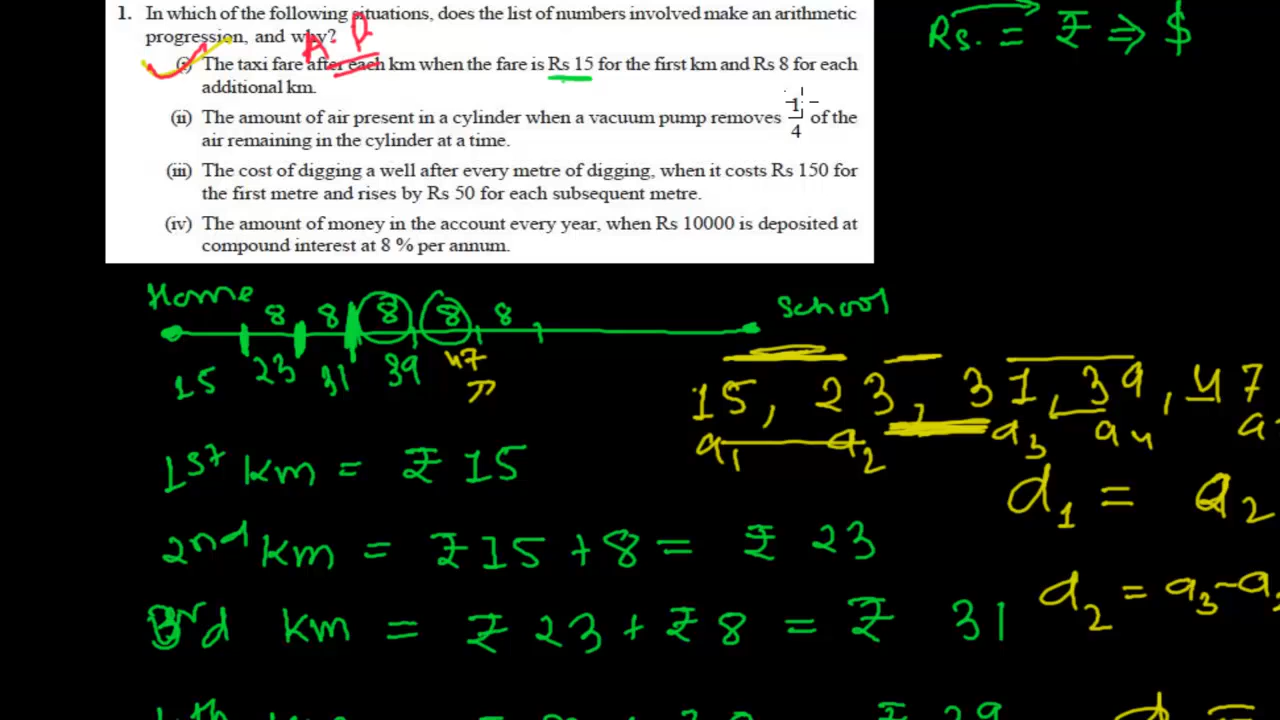 1. In which of the following situations, does the list of numbers involved make an arithmetic
progression, and why?
A.P
(i) The taxi fare after each km when the fare is Rs 15 for the first km and Rs 8 for each
additional km.
(ii) The amount of air present in a cylinder when a vacuum pump removes 1/4 of the
air remaining in the cylinder at a time.
(iii) The cost of digging a well after every metre of digging, when it costs Rs 150 for
the first metre and rises by Rs 50 for each subsequent metre.
(iv) The amount of money in the account every year, when Rs 10000 is deposited at
compound interest at 8 % per annum.
Rs. = ₹ ⇒ $
Home 8 8 8 8 8 School
15 23 31 39 47
15, 23, 31, 39, 47
a1 a2 a3 a4
1st km = ₹ 15
d1 = a2
2nd km = ₹15 + 8 = ₹ 23
d2 = a3 - a
3rd km = ₹ 23 + ₹ 8 = ₹ 31